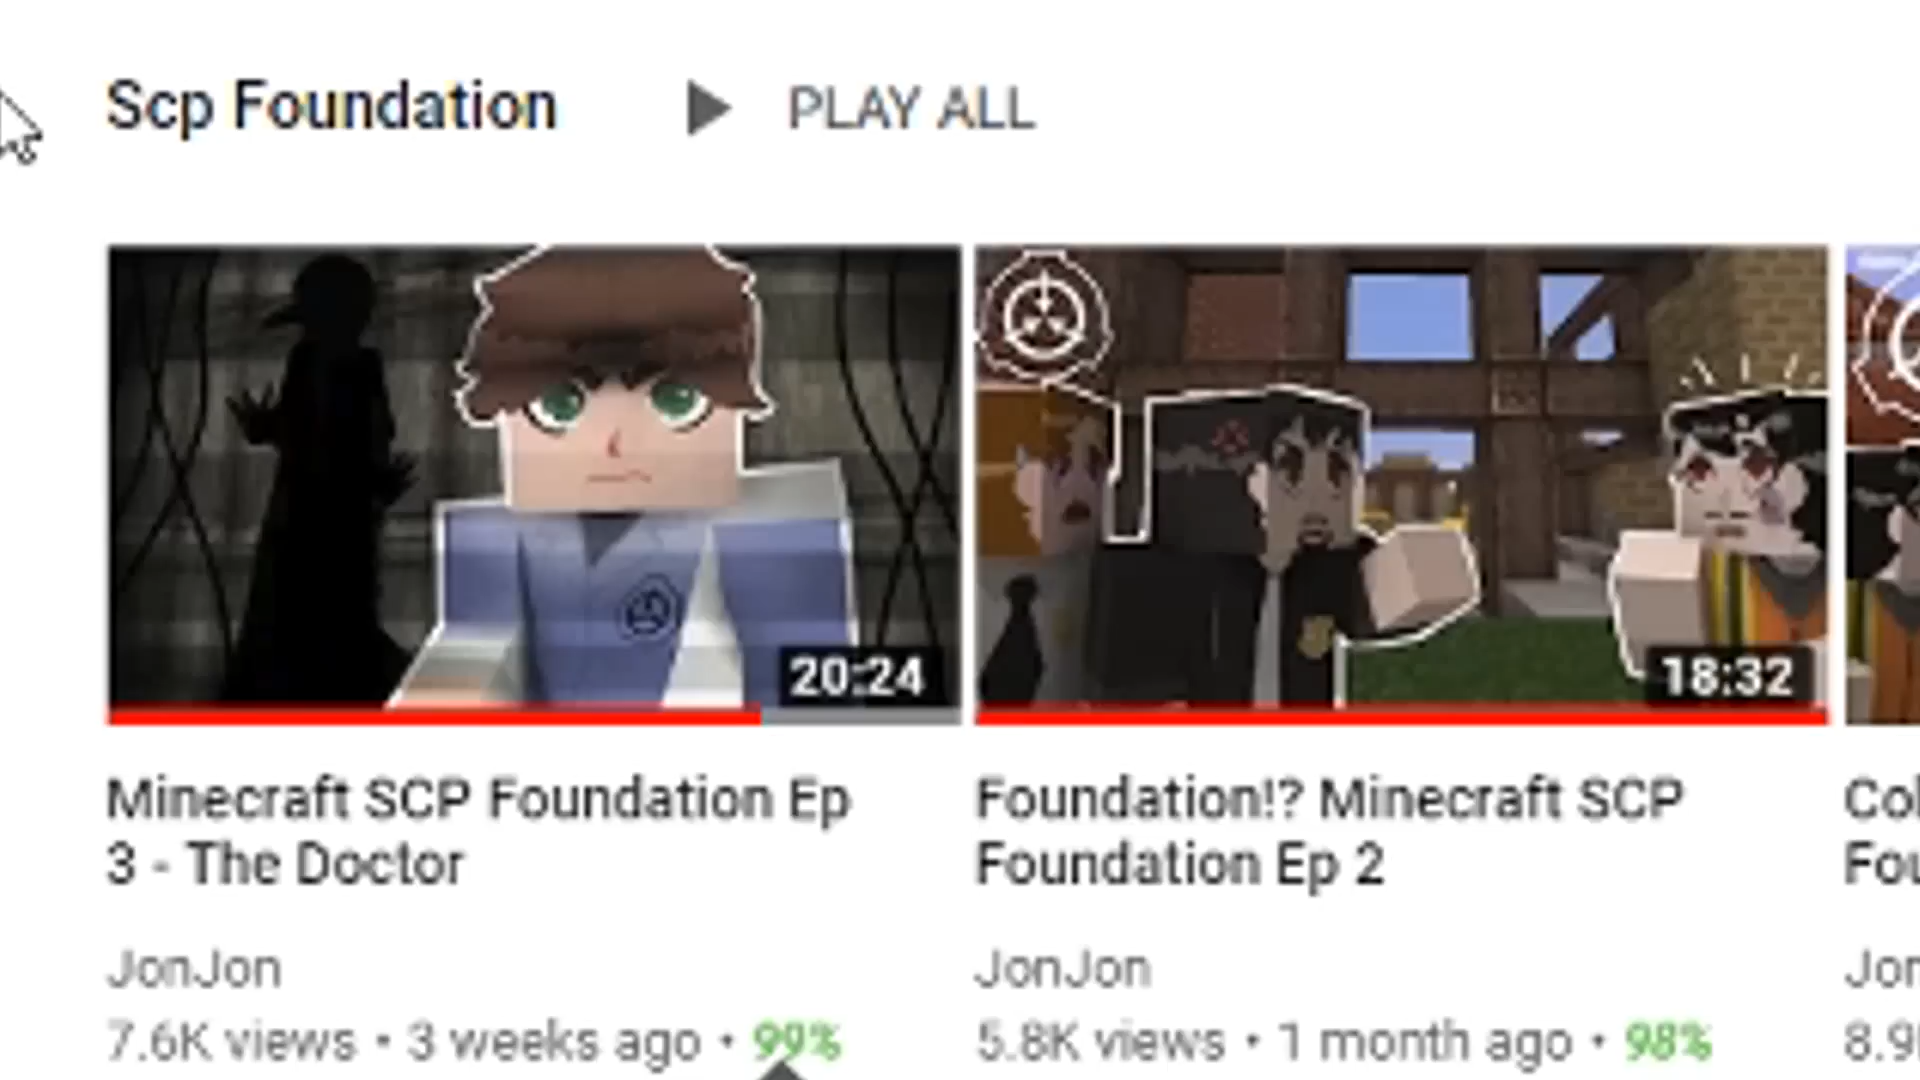 Scp Foundation PLAY ALL
20:24
18:32
Minecraft SCP Foundation Ep
3 - The Doctor
JonJon
7.6K views • 3 weeks ago • 99%
Foundation!? Minecraft SCP
Foundation Ep 2
JonJon
5.8K views • 1 month ago • 98%